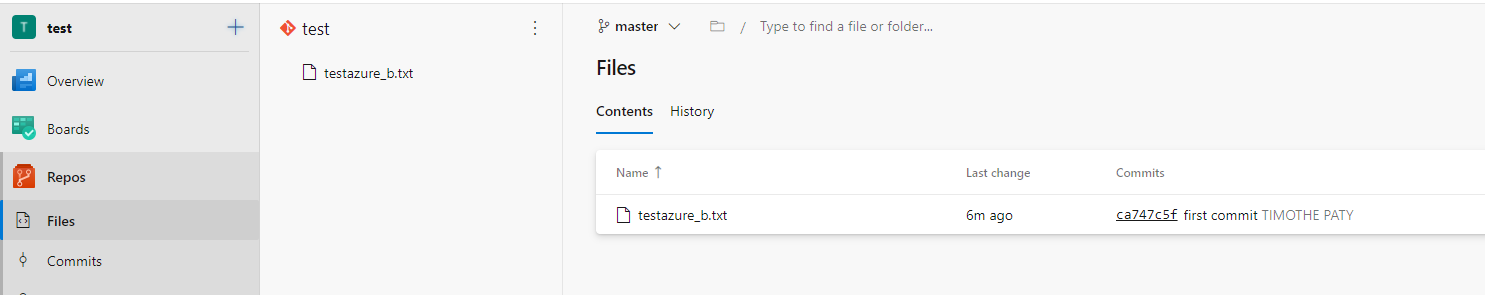 T test
Overview
Boards
Repos
Files
Commits
test
testazure_b.txt
master / Type to find a file or folder...
Files
Contents History
Name ↑ Last change Commits
testazure_b.txt 6m ago ca747c5f first commit TIMOTHE PATY